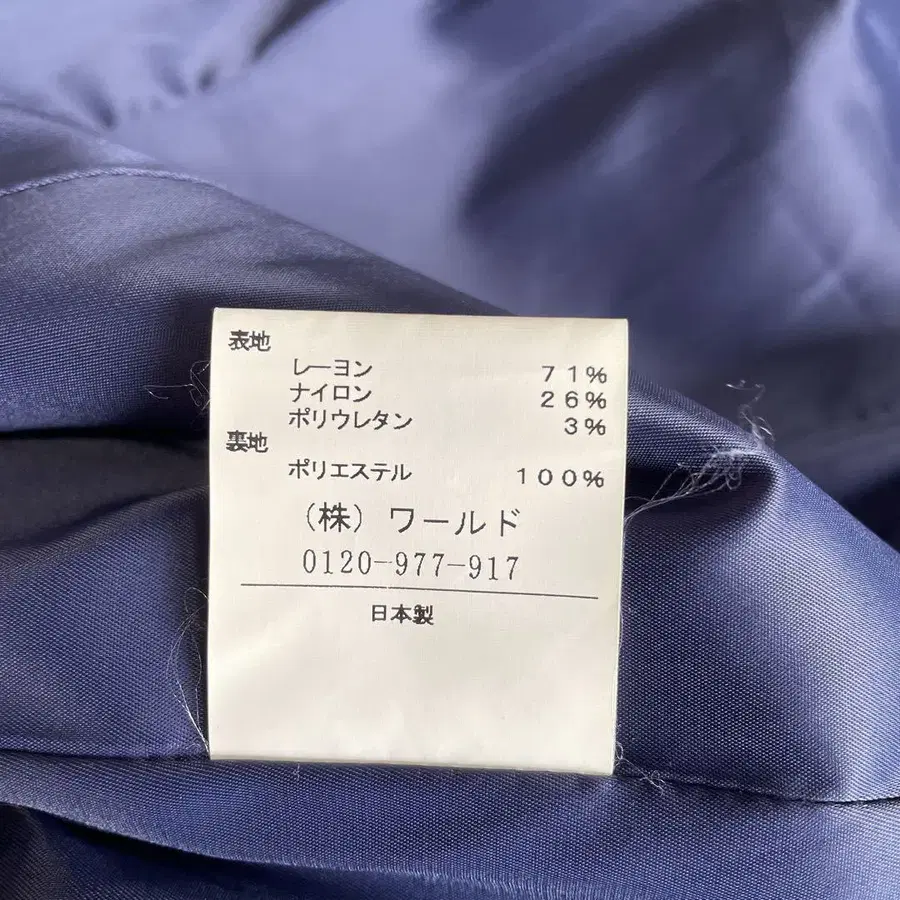 表地
レーヨン ７１％
ナイロン ２６％
ポリウレタン ３％
裏地
ポリエステル １００％
（株）ワールド
0120-977-917
日本製